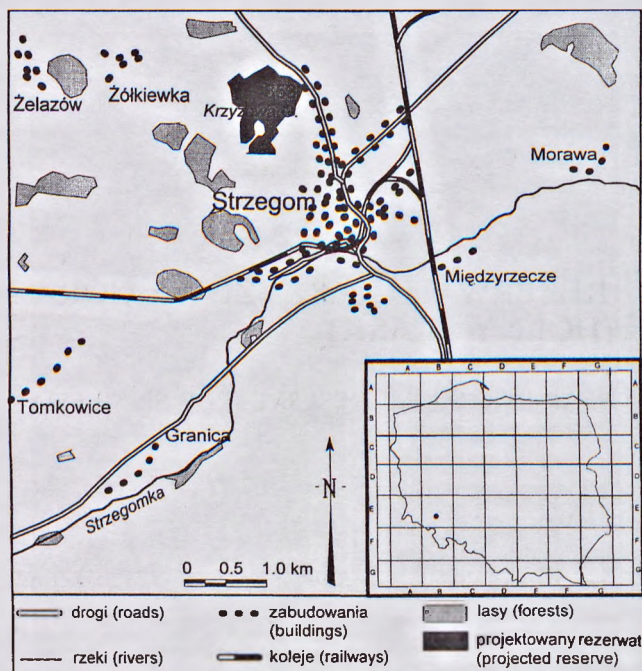 Żelazów
Żółkiewka
Morawa
Strzegom
Międzyrzecze
Tomkowice
Granica
Strzegomka
-N-
0 0.5 1.0 km
A B C D E F G
A A
B B
C C
D D
E E
F F
G G
A B C D E F G
drogi (roads)
zabudowania
(buildings)
lasy (forests)
rzeki (rivers)
koleje (railways)
projektowany rezerwat
(projected reserve)